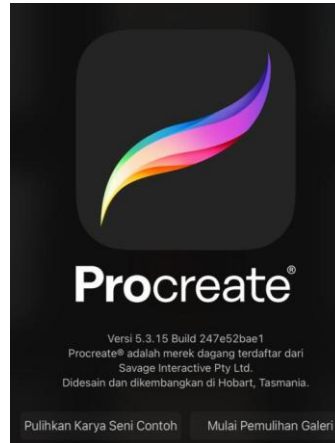 Procreate®
Versi 5.3.15 Build 247e52bae1
Procreate® adalah merek dagang terdaftar dari
Savage Interactive Pty Ltd.
Didesain dan dikembangkan di Hobart, Tasmania.
Pulihkan Karya Seni Contoh
Mulai Pemulihan Galeri